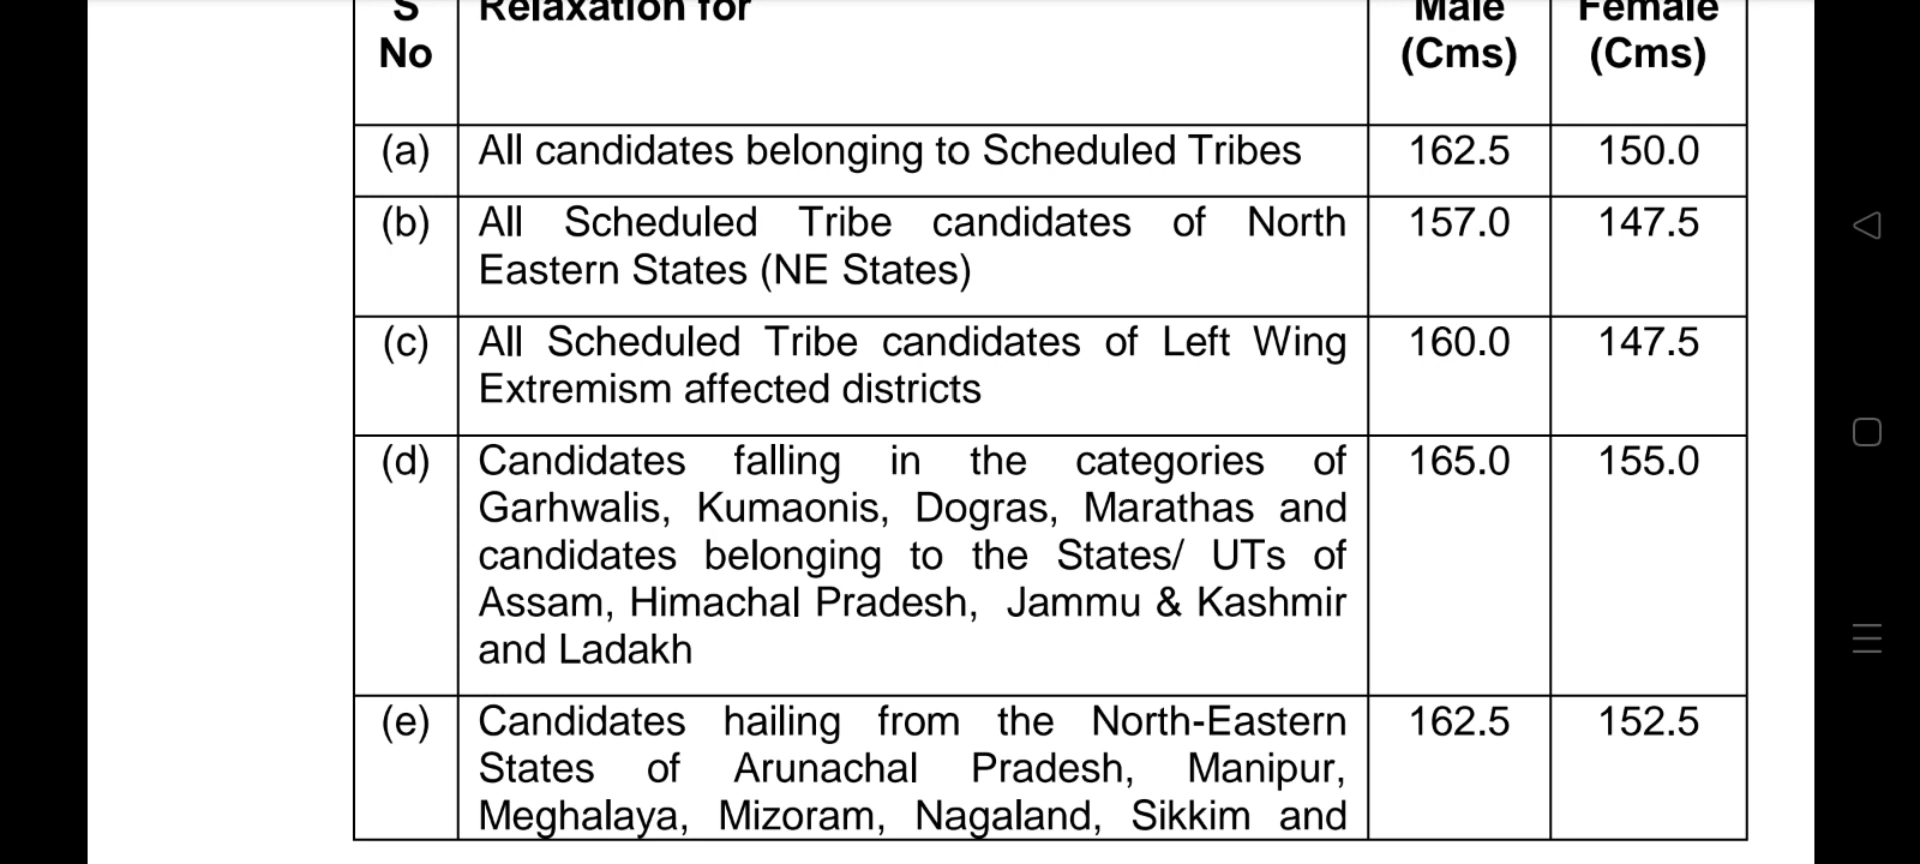 S No Relaxation for Male (Cms) Female (Cms)
(a) All candidates belonging to Scheduled Tribes 162.5 150.0
(b) All Scheduled Tribe candidates of North 157.0 147.5
Eastern States (NE States)
(c) All Scheduled Tribe candidates of Left Wing 160.0 147.5
Extremism affected districts
(d) Candidates falling in the categories of 165.0 155.0
Garhwalis, Kumaonis, Dogras, Marathas and
candidates belonging to the States/ UTs of
Assam, Himachal Pradesh, Jammu & Kashmir
and Ladakh
(e) Candidates hailing from the North-Eastern 162.5 152.5
States of Arunachal Pradesh, Manipur,
Meghalaya, Mizoram, Nagaland, Sikkim and